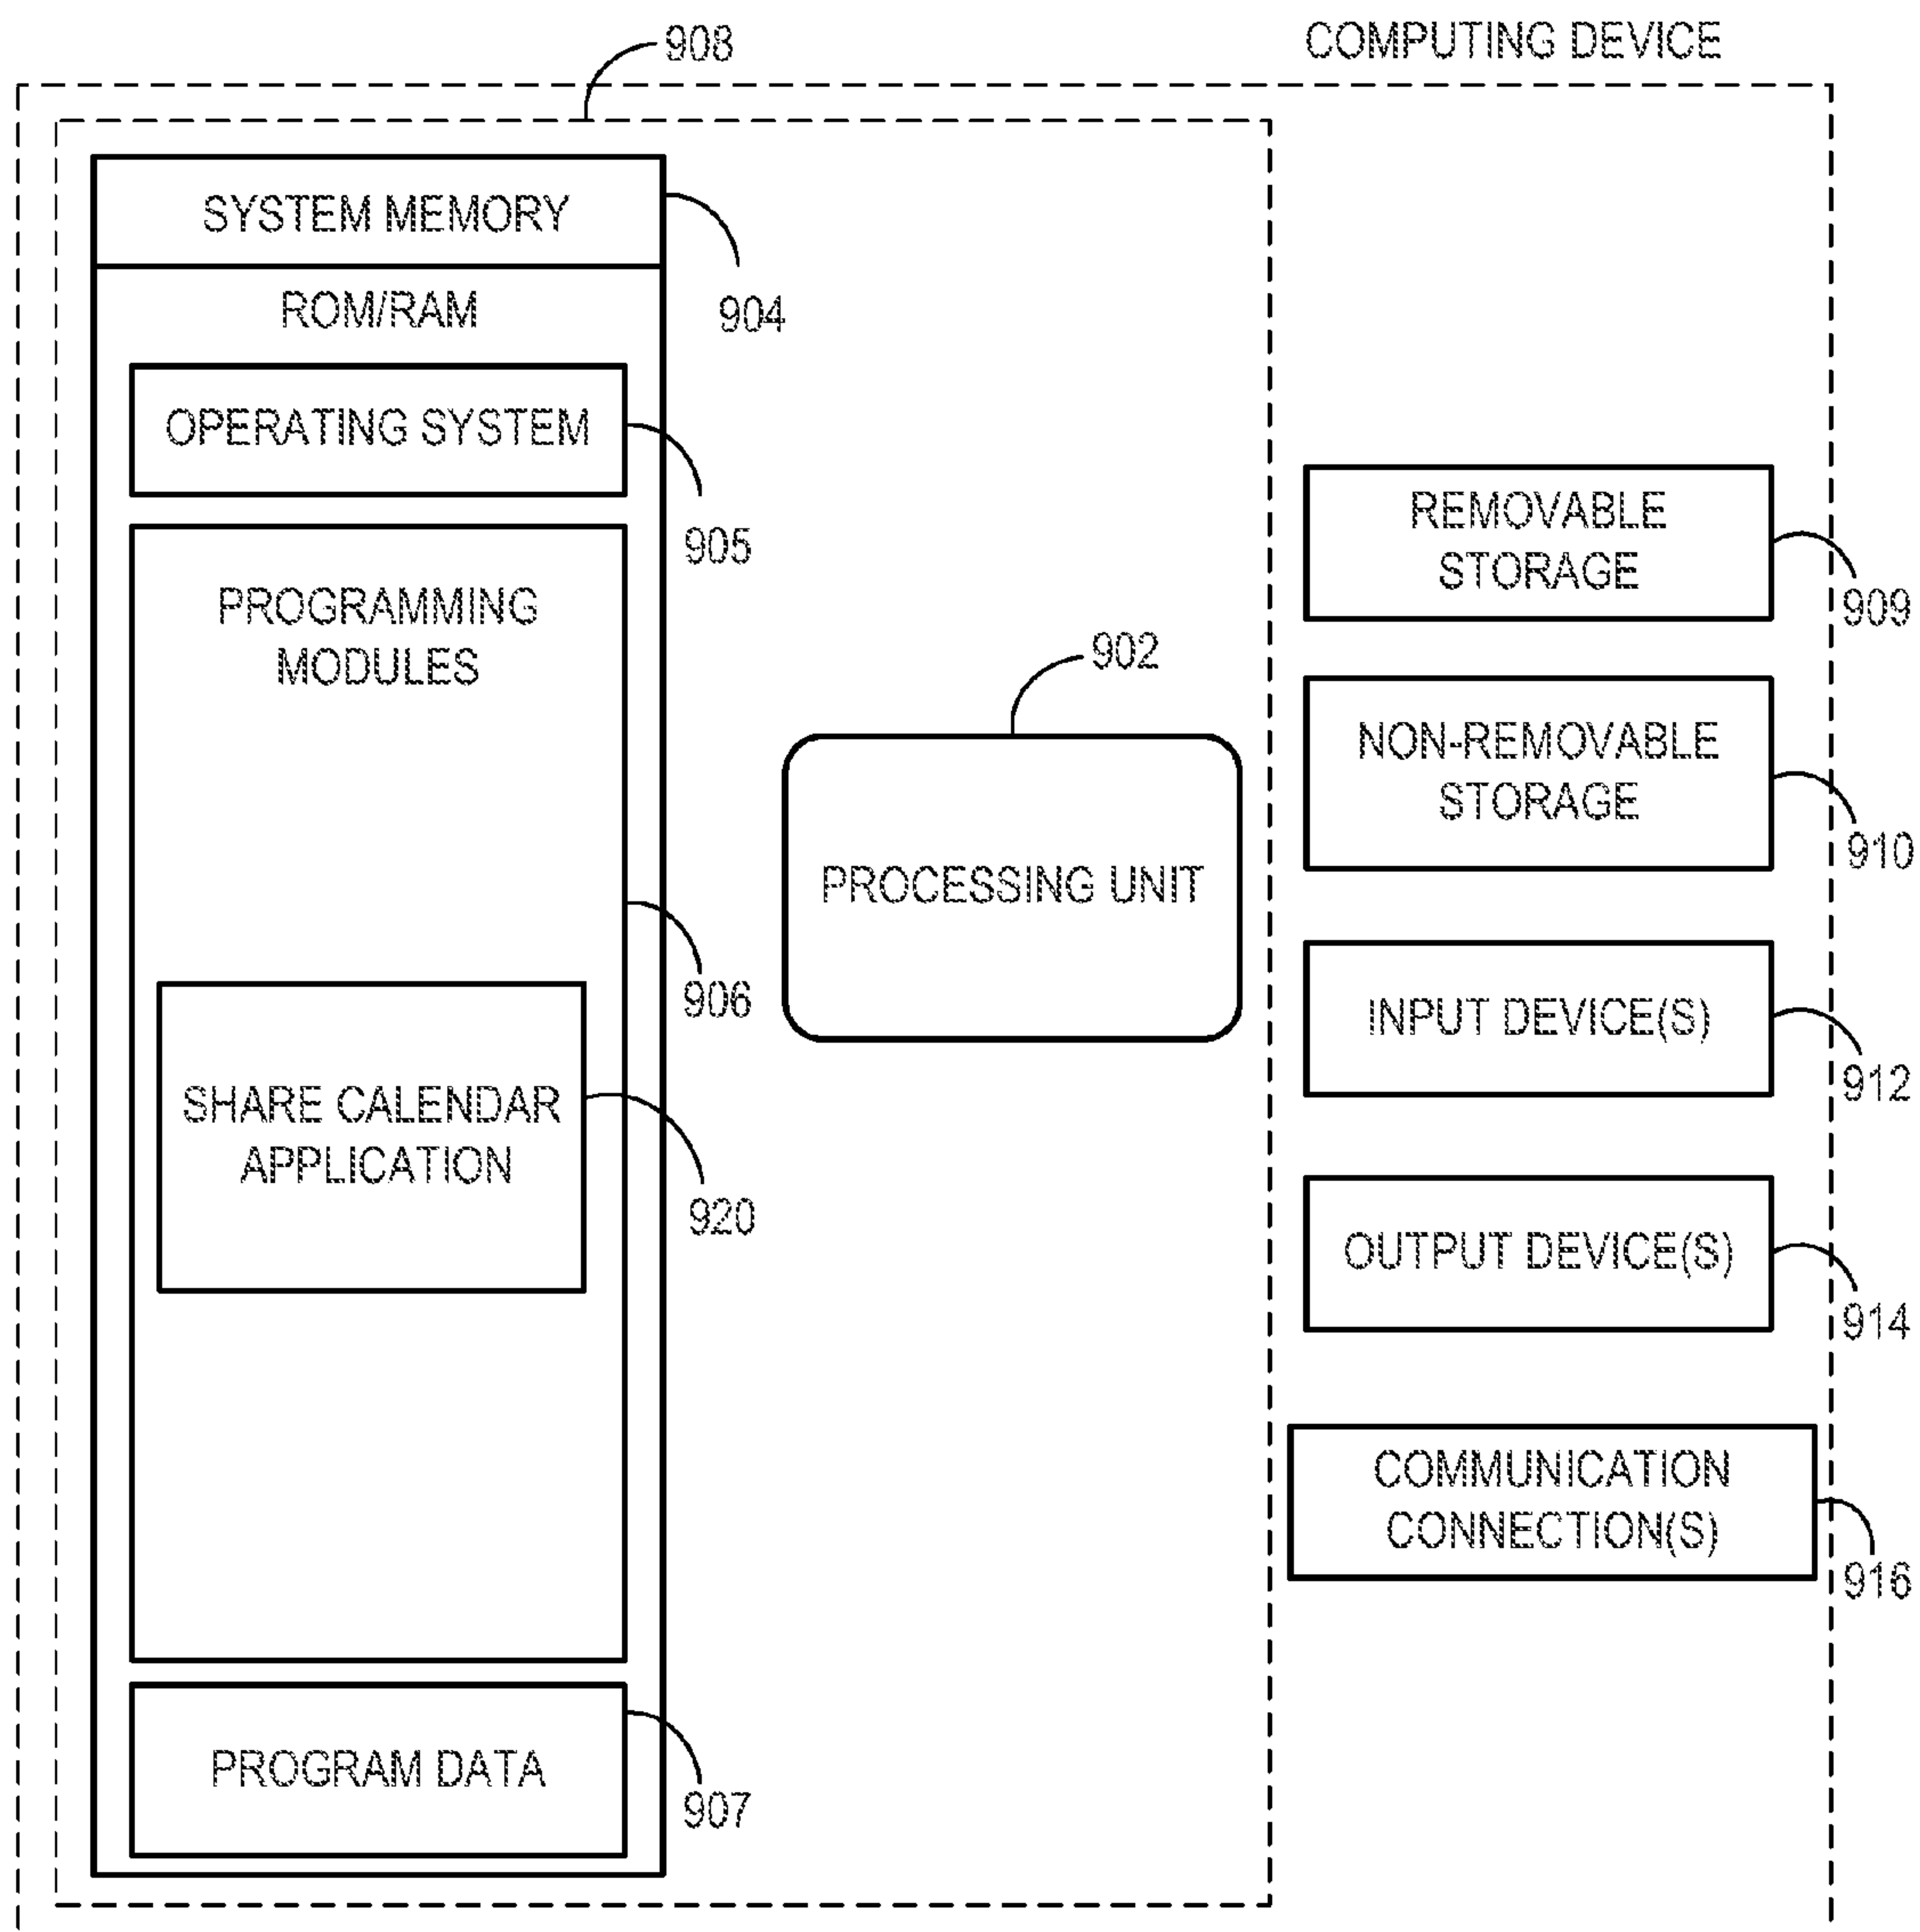 COMPUTING DEVICE
908
SYSTEM MEMORY
904
ROM/RAM
OPERATING SYSTEM
905
PROGRAMMING
MODULES
906
SHARE CALENDAR
APPLICATION
920
PROGRAM DATA
907
902
PROCESSING UNIT
REMOVABLE
STORAGE
909
NON-REMOVABLE
STORAGE
910
INPUT DEVICE(S)
912
OUTPUT DEVICE(S)
914
COMMUNICATION
CONNECTION(S)
916